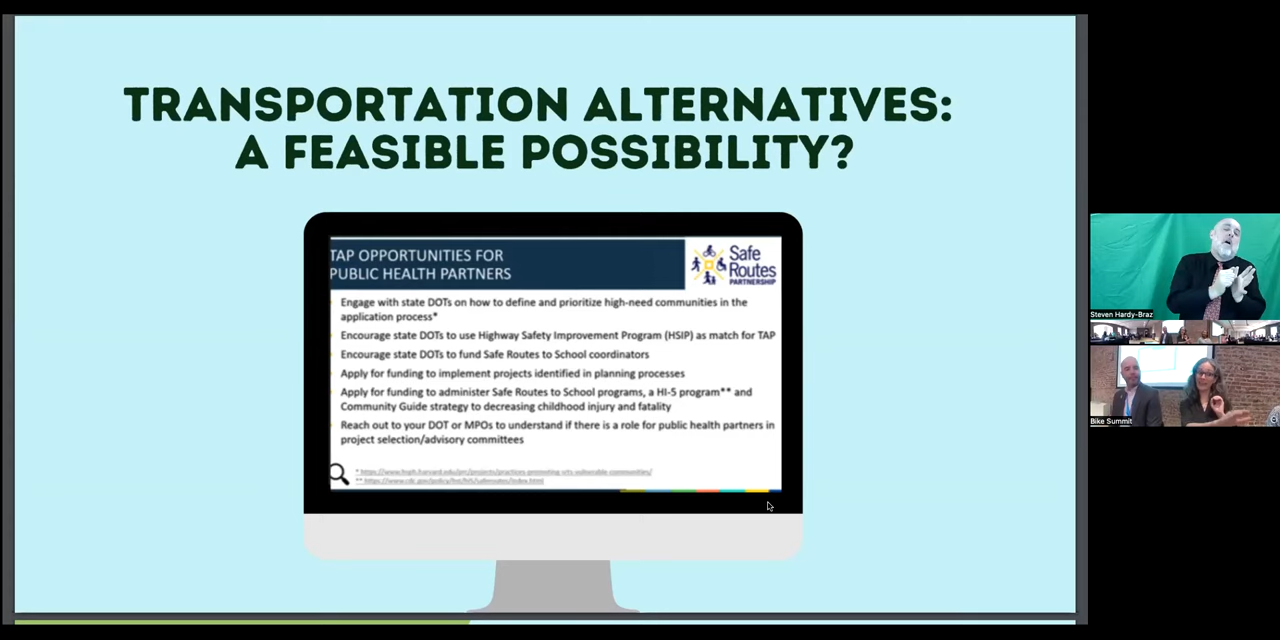 TRANSPORTATION ALTERNATIVES:
A FEASIBLE POSSIBILITY?
TAP OPPORTUNITIES FOR
PUBLIC HEALTH PARTNERS
Safe
Routes
PARTNERSHIP
Engage with state DOTs on how to define and prioritize high-need communities in the
application process*
Encourage state DOTs to use Highway Safety Improvement Program (HSIP) as match for TAP
Encourage state DOTs to fund Safe Routes to School coordinators
Apply for funding to implement projects identified in planning processes
Apply for funding to administer Safe Routes to School programs, a HI-5 program** and
Community Guide strategy to decreasing childhood injury and fatality
Reach out to your DOT or MPOs to understand if there is a role for public health partners in
project selection/advisory committees
Steven Hardy-Braz
Bike Summit